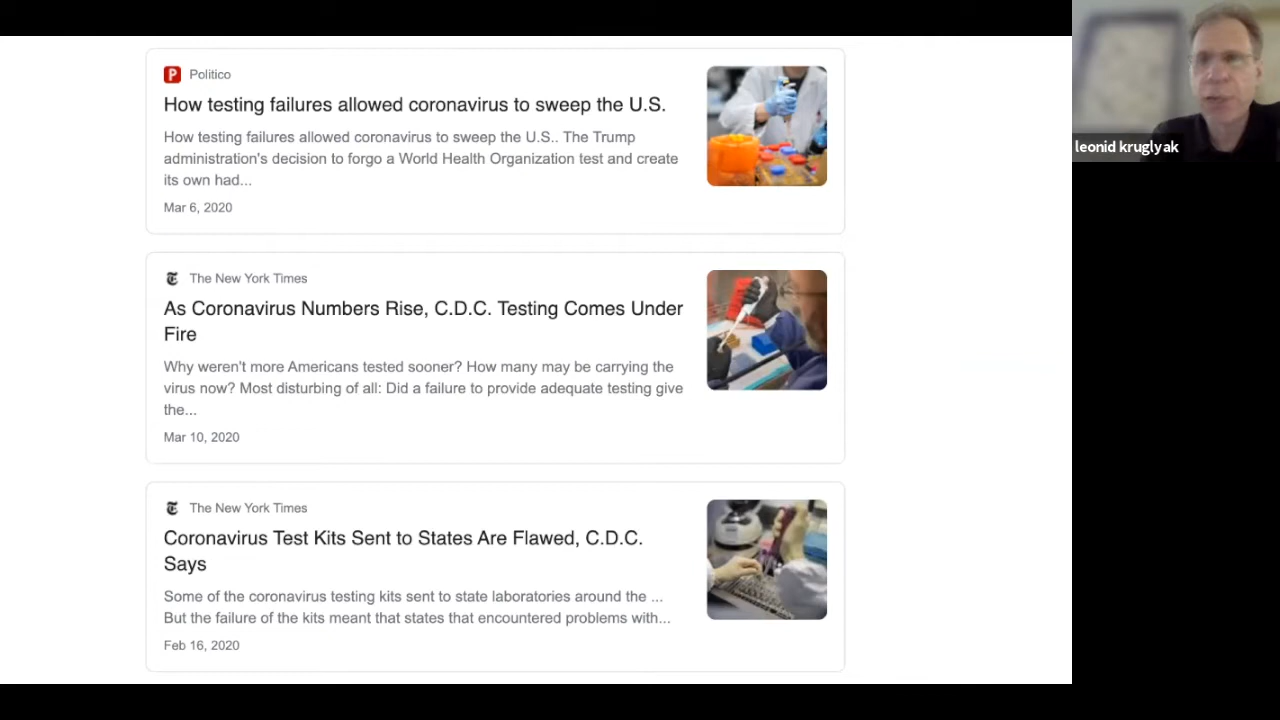 Politico
How testing failures allowed coronavirus to sweep the U.S.
How testing failures allowed coronavirus to sweep the U.S.. The Trump
administration's decision to forgo a World Health Organization test and create
its own had...
Mar 6, 2020
The New York Times
As Coronavirus Numbers Rise, C.D.C. Testing Comes Under
Fire
Why weren't more Americans tested sooner? How many may be carrying the
virus now? Most disturbing of all: Did a failure to provide adequate testing give
the...
Mar 10, 2020
The New York Times
Coronavirus Test Kits Sent to States Are Flawed, C.D.C.
Says
Some of the coronavirus testing kits sent to state laboratories around the ...
But the failure of the kits meant that states that encountered problems with...
Feb 16, 2020
leonid kruglyak